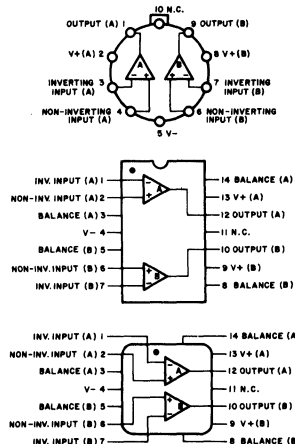 10 N.C.
OUTPUT (A) 1
9 OUTPUT (B)
V+(A) 2
8 V+(B)
A
B
INVERTING 3
INPUT (A)
7 INVERTING
INPUT (B)
NON-INVERTING 4
INPUT (A)
6 NON-INVERTING
INPUT (B)
5 V-
INV. INPUT (A) 1
14 BALANCE (A)
NON-INV. INPUT (A) 2
13 V+ (A)
BALANCE (A) 3
12 OUTPUT (A)
V- 4
11 N.C.
BALANCE (B) 5
10 OUTPUT (B)
NON-INV. INPUT (B) 6
9 V+ (B)
INV. INPUT (B) 7
8 BALANCE (B)
A
B
INV. INPUT (A) 1
14 BALANCE (A)
NON-INV. INPUT (A) 2
13 V+ (A)
BALANCE (A) 3
12 OUTPUT (A)
V- 4
11 N.C.
BALANCE (B) 5
10 OUTPUT (B)
NON-INV. INPUT (B) 6
9 V+ (B)
INV. INPUT (B) 7
8 BALANCE (B)
A
B